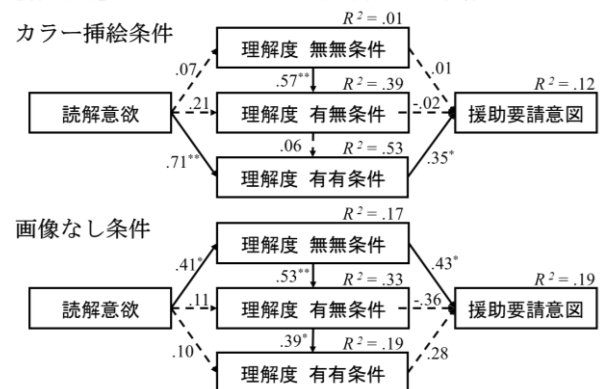 カラー挿絵条件
R² = .01
理解度 無無条件
.07
.57**
.01
R² = .39
R² = .12
読解意欲
.21
理解度 有無条件
-.02
援助要請意図
.06
R² = .53
.71**
.35*
理解度 有有条件
画像なし条件
R² = .17
理解度 無無条件
.41*
.53**
.43*
R² = .33
R² = .19
読解意欲
.11
理解度 有無条件
-.36
援助要請意図
.39*
R² = .19
.10
.28
理解度 有有条件